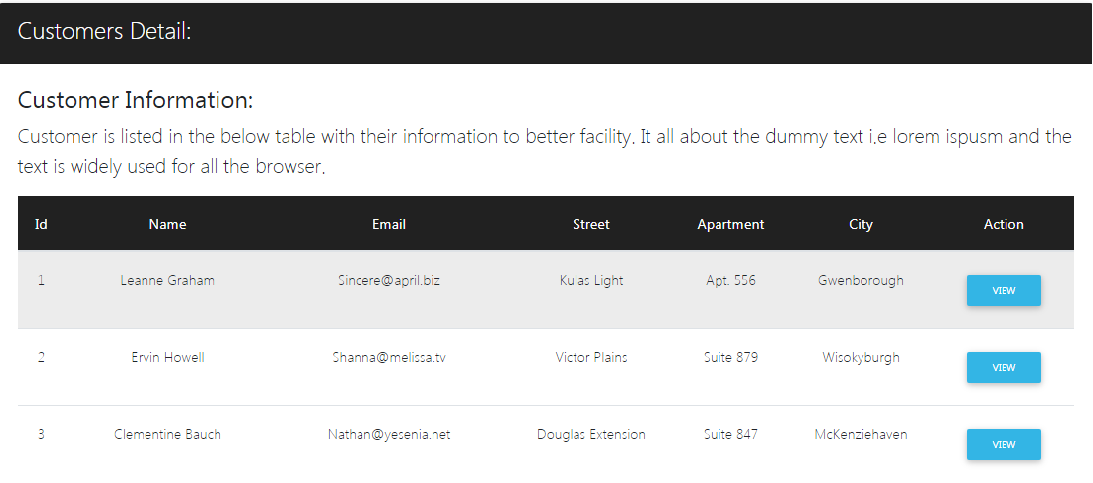 Customers Detail:
Customer Information:
Customer is listed in the below table with their information to better facility. It all about the dummy text i.e lorem ispusm and the
text is widely used for all the browser.
Id Name Email Street Apartment City Action
1 Leanne Graham Sincere@april.biz Kulas Light Apt. 556 Gwenborough VIEW
2 Ervin Howell Shanna@melissa.tv Victor Plains Suite 879 Wisokyburgh VIEW
3 Clementine Bauch Nathan@yesenia.net Douglas Extension Suite 847 McKenziehaven VIEW